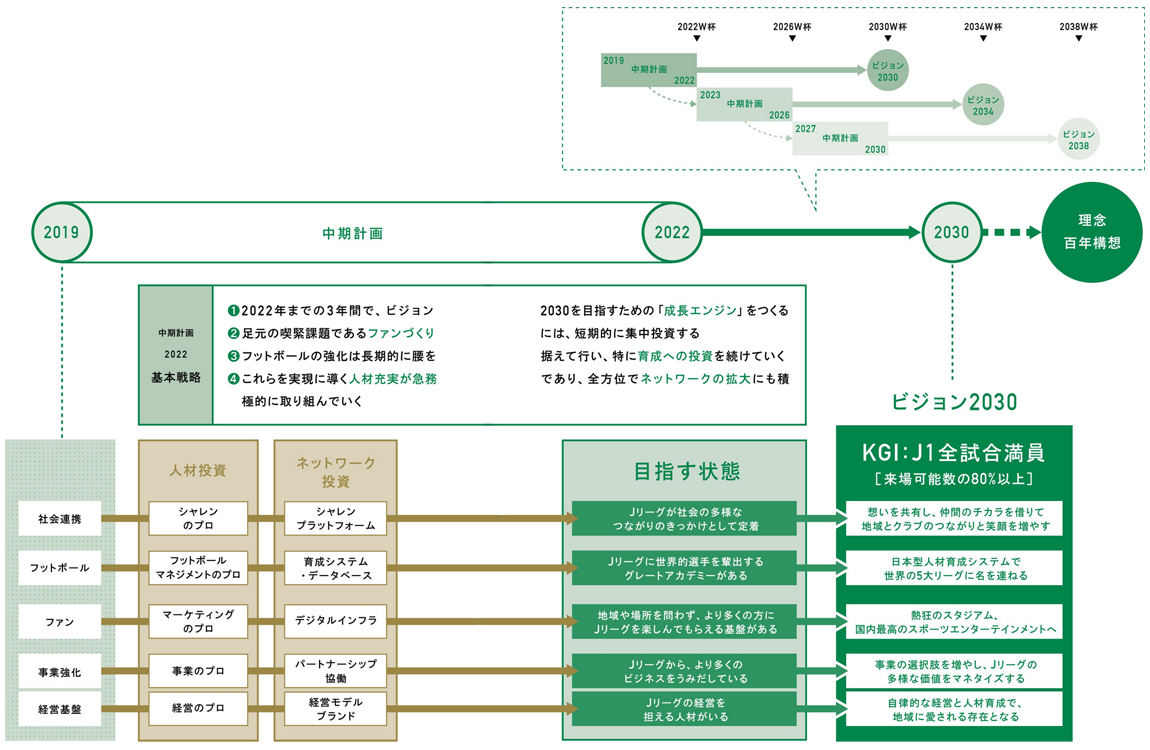 2022W杯
2026W杯
2030W杯
2034W杯
2038W杯
2019
中期計画
2022
ビジョン
2030
2023
中期計画
2026
ビジョン
2034
2027
中期計画
2030
ビジョン
2038
2019
中期計画
2022
2030
理念
百年構想
中期計画
2022
基本戦略
❶2022年までの3年間で、ビジョン
❷足元の喫緊課題であるファンづくり
❸フットボールの強化は長期的に腰を
❹これらを実現に導く人材充実が急務
極的に取り組んでいく
2030を目指すための「成長エンジン」をつくる
には、短期的に集中投資する
据えて行い、特に育成への投資を続けていく
であり、全方位でネットワークの拡大にも積
ビジョン2030
人材投資
ネットワーク
投資
目指す状態
KGI:J1全試合満員
[来場可能数の80%以上]
社会連携
シャレン
のプロ
シャレン
プラットフォーム
Jリーグが社会の多様な
つながりのきっかけとして定着
想いを共有し、仲間のチカラを借りて
地域とクラブのつながりと笑顔を増やす
フットボール
フットボール
マネジメントのプロ
育成システム
・データベース
Jリーグに世界的選手を輩出する
グレートアカデミーがある
日本型人材育成システムで
世界の5大リーグに名を連ねる
ファン
マーケティング
のプロ
デジタルインフラ
地域や場所を問わず、より多くの方に
Jリーグを楽しんでもらえる基盤がある
熱狂のスタジアム、
国内最高のスポーツエンターテインメントへ
事業強化
事業のプロ
パートナーシップ
協働
Jリーグから、より多くの
ビジネスをうみだしている
事業の選択肢を増やし、Jリーグの
多様な価値をマネタイズする
経営基盤
経営のプロ
経営モデル
ブランド
Jリーグの経営を
担える人材がいる
自律的な経営と人材育成で、
地域に愛される存在となる